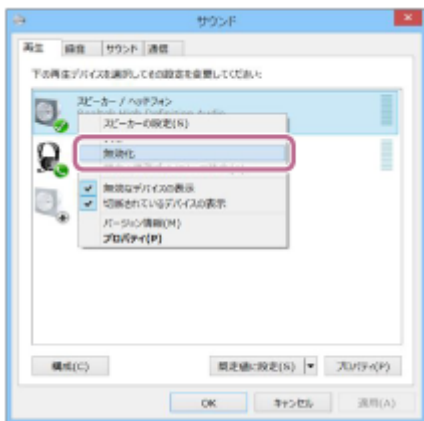 サウンド
再生 録音 サウンド 通信
下の再生デバイスを選択してその設定を変更してください:
スピーカー / ヘッドフォン
Realtek High Definition Audio
スピーカーの設定(S)
無効化
無効なデバイスの表示
切断されているデバイスの表示
バージョン情報(M)
プロパティ(P)
構成(C) 既定値に設定(S) プロパティ(P)
OK キャンセル 適用(A)